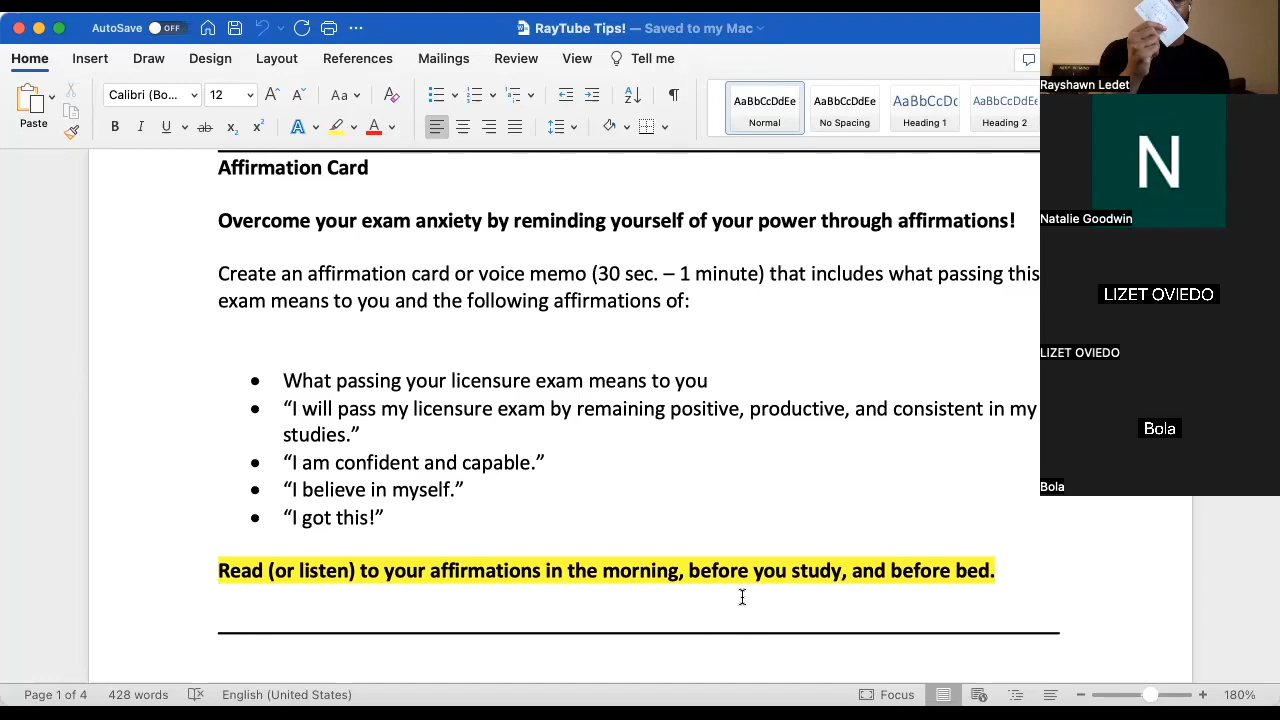 AutoSave OFF
RayTube Tips! — Saved to my Mac
Home Insert Draw Design Layout References Mailings Review View Tell me
Paste
Calibri (Bo... 12
B I U ab x₂ x² A A
AaBbCcDdEe AaBbCcDdEe AaBbCcDc AaBbCcDdEe
Normal No Spacing Heading 1 Heading 2
Affirmation Card
Overcome your exam anxiety by reminding yourself of your power through affirmations!
Create an affirmation card or voice memo (30 sec. – 1 minute) that includes what passing this
exam means to you and the following affirmations of:
• What passing your licensure exam means to you
• “I will pass my licensure exam by remaining positive, productive, and consistent in my
studies.”
• “I am confident and capable.”
• “I believe in myself.”
• “I got this!”
Read (or listen) to your affirmations in the morning, before you study, and before bed.
Page 1 of 4 428 words English (United States) Focus 180%
Rayshawn Ledet
N
Natalie Goodwin
LIZET OVIEDO
LIZET OVIEDO
Bola
Bola